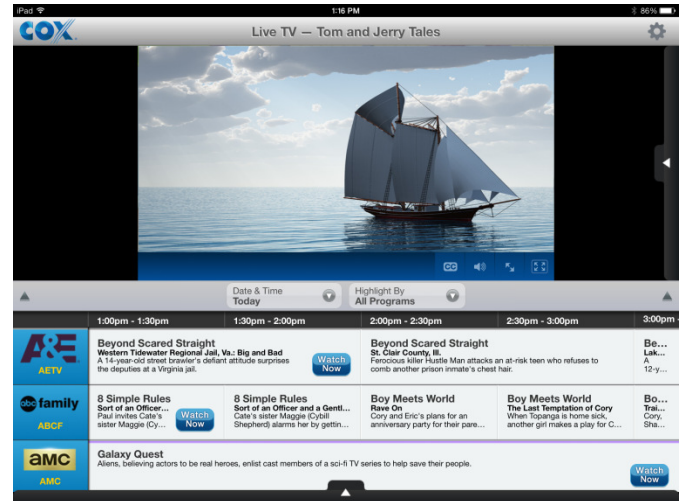 iPad 1:16 PM 86%
COX
Live TV — Tom and Jerry Tales
CC
Date & Time
Today
Highlight By
All Programs
1:00pm - 1:30pm 1:30pm - 2:00pm 2:00pm - 2:30pm 2:30pm - 3:00pm 3:00pm -
A&E
AETV
Beyond Scared Straight
Western Tidewater Regional Jail, Va.: Big and Bad
A 14-year-old street brawler's defiant attitude surprises
the deputies at a Virginia jail.
Watch
Now
Beyond Scared Straight
St. Clair County, Ill.
Ferocious killer Hustle Man attacks an at-risk teen who refuses to
comb another prison inmate's chest hair.
Be...
Lak...
A
12-y...
abc family
ABCF
8 Simple Rules
Sort of an Officer...
Paul invites Cate's
sister Maggie (Cy...
Watch
Now
8 Simple Rules
Sort of an Officer and a Gentl...
Cate's sister Maggie (Cybill
Shepherd) alarms her by gettin...
Boy Meets World
Rave On
Cory and Eric's plans for an
anniversary party for their pare...
Boy Meets World
The Last Temptation of Cory
When Topanga is home sick,
another girl makes a play for C...
Bo...
Trai...
Cory,
Sha...
amc
AMC
Galaxy Quest
Aliens, believing actors to be real heroes, enlist cast members of a sci-fi TV series to help save their people.
Watch
Now